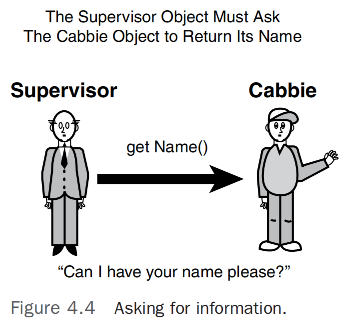 The Supervisor Object Must Ask
The Cabbie Object to Return Its Name
Supervisor
Cabbie
get Name()
“Can I have your name please?”
Figure 4.4 Asking for information.